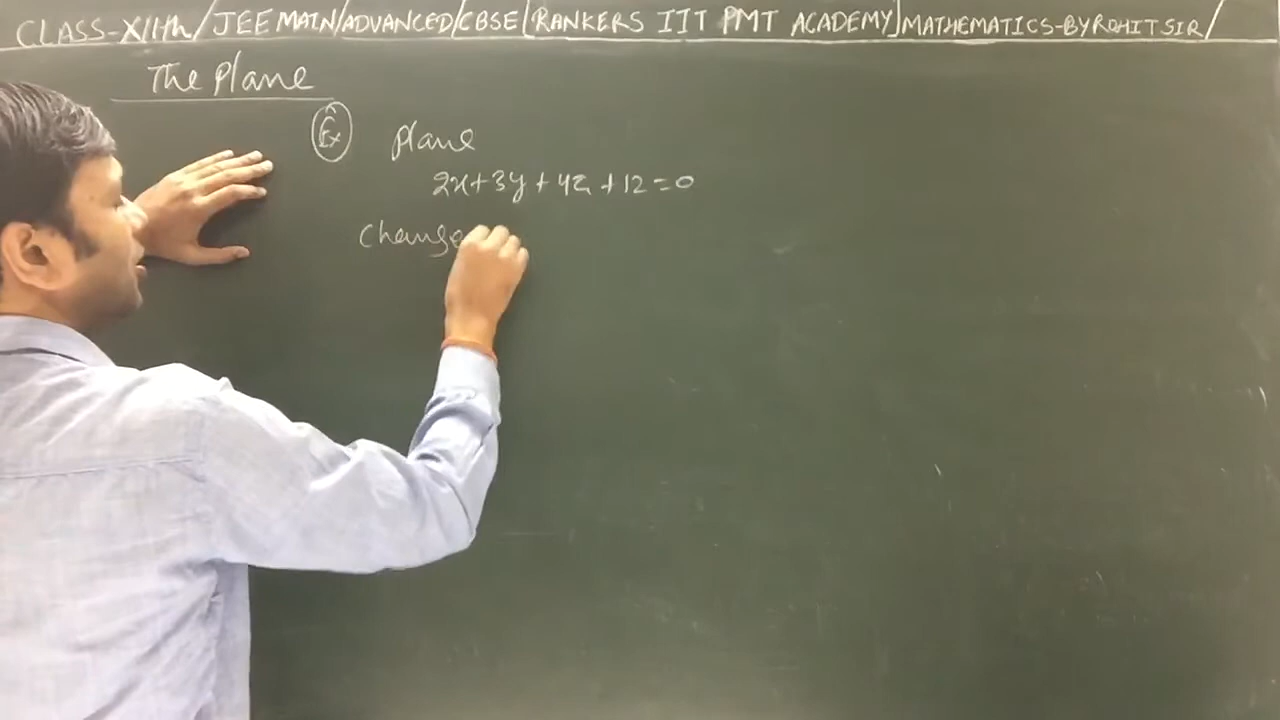 CLASS-XIIth/JEE MAIN/ADVANCED/CBSE[RANKERS IIT PMT ACADEMY]MATHEMATICS-BY ROHIT SIR/
The Plane
Ex Plane
2x+3y+4z+12=0
Change